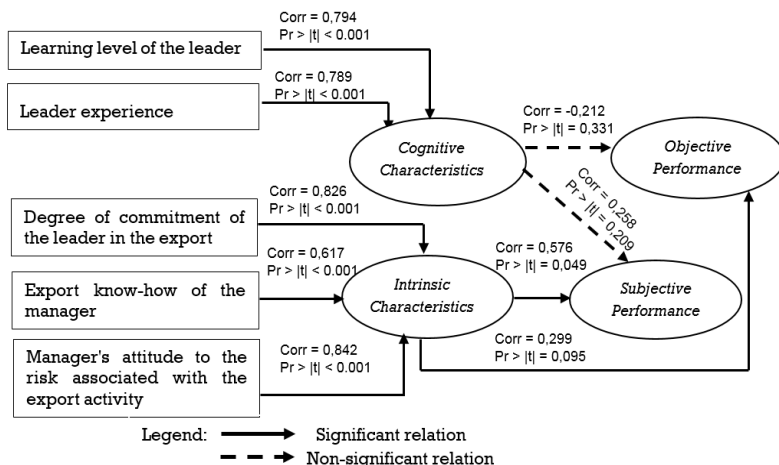 Corr = 0,794
Pr > |t| < 0.001
Learning level of the leader
Corr = 0,789
Pr > |t| < 0.001
Leader experience
Corr = -0,212
Pr > |t| = 0,331
Cognitive
Characteristics
Objective
Performance
Corr = 0,258
Pr > |t| = 0,209
Corr = 0,826
Pr > |t| < 0.001
Degree of commitment of
the leader in the export
Corr = 0,617
Pr > |t| < 0.001
Corr = 0,576
Pr > |t| = 0,049
Export know-how of the
manager
Intrinsic
Characteristics
Subjective
Performance
Corr = 0,299
Pr > |t| = 0,095
Manager's attitude to the
risk associated with the
export activity
Corr = 0,842
Pr > |t| < 0.001
Legend:
Significant relation
Non-significant relation